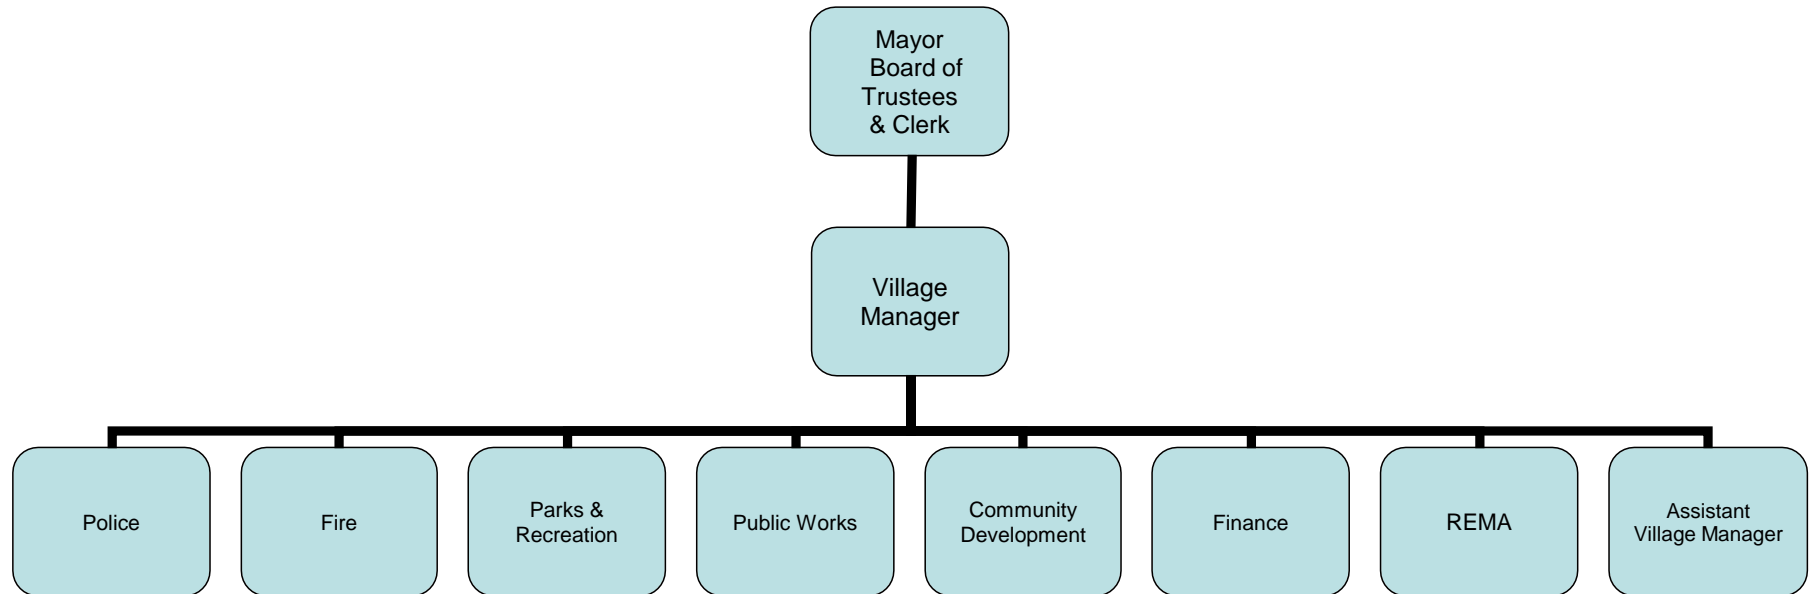 Mayor
Board of
Trustees
& Clerk
Village
Manager
Police
Fire
Parks &
Recreation
Public Works
Community
Development
Finance
REMA
Assistant
Village Manager